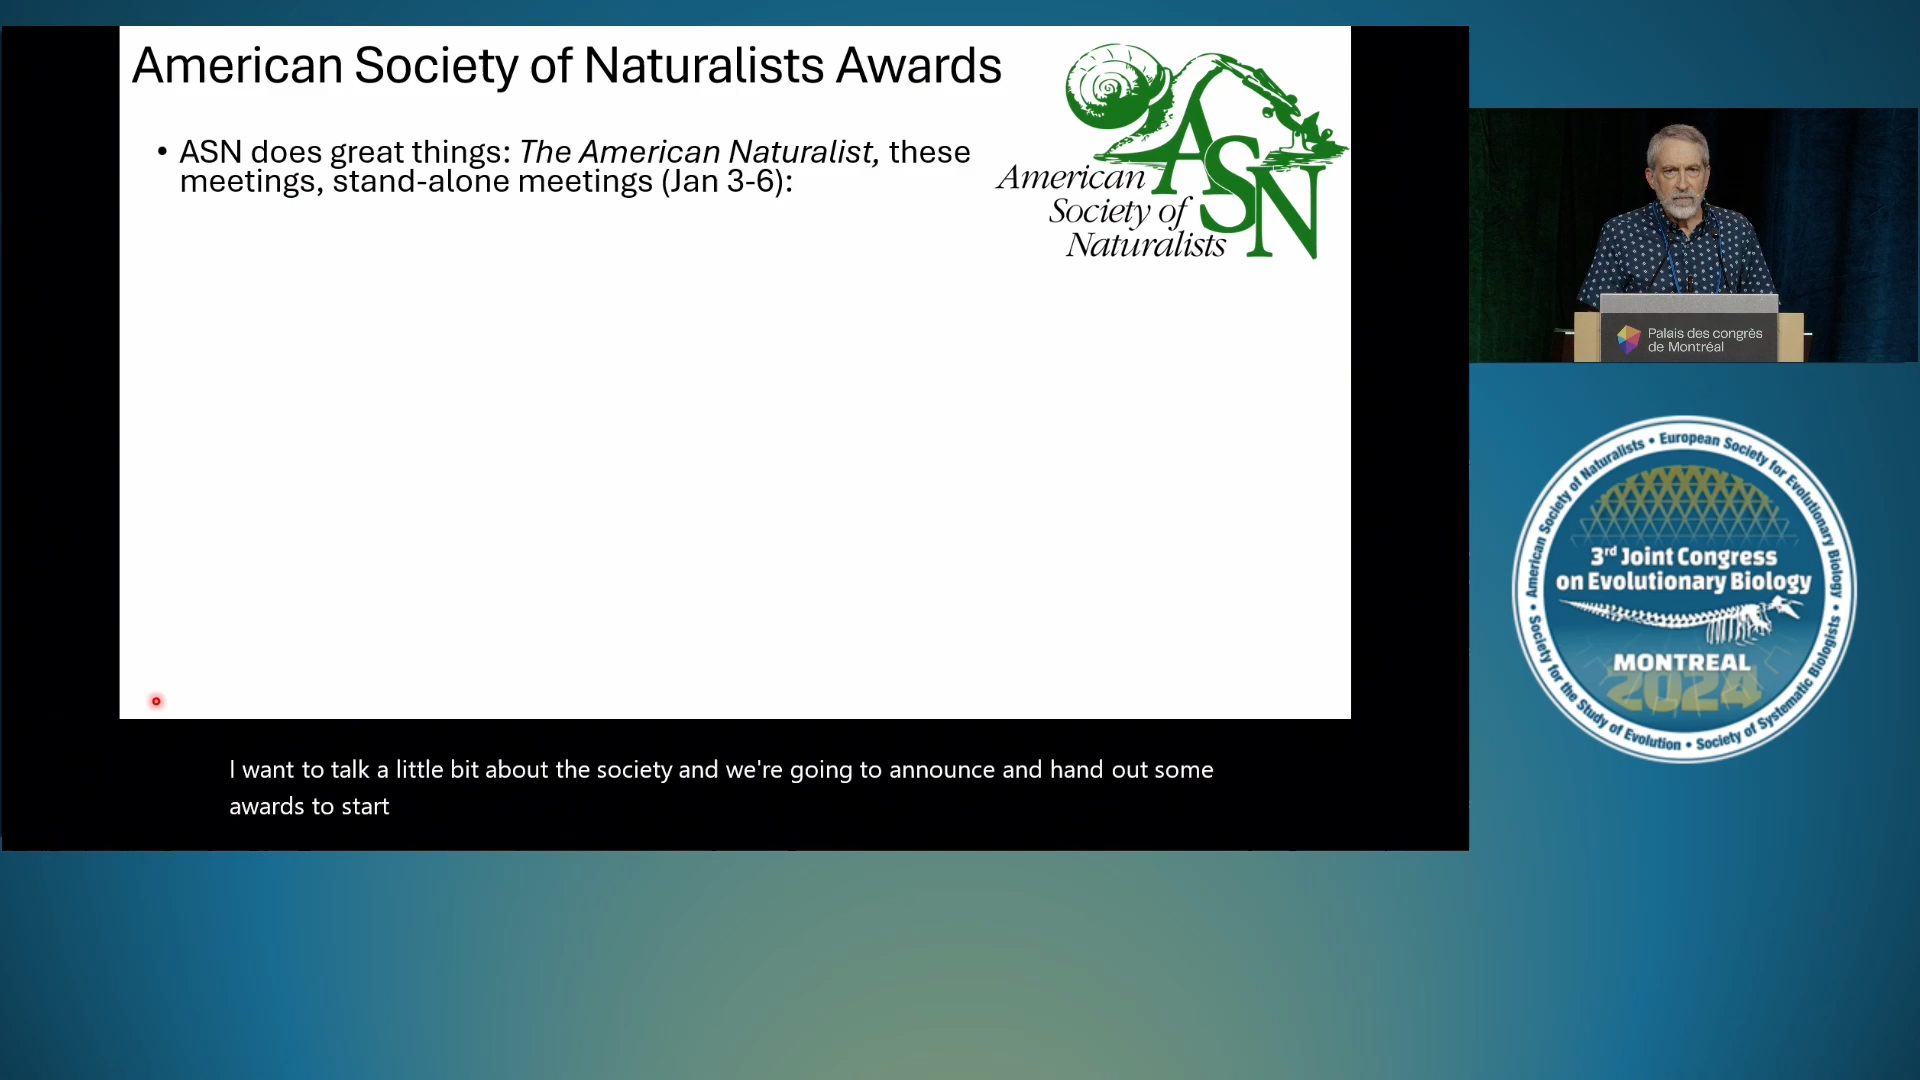 American Society of Naturalists Awards
• ASN does great things: The American Naturalist, these
meetings, stand-alone meetings (Jan 3-6):
ASN
American
Society of
Naturalists
Palais des congrès
de Montréal
American Society of Naturalists • European Society for Evolutionary Biology •
Society for the Study of Evolution • Society of Systematic Biologists •
3rd Joint Congress
on Evolutionary Biology
MONTREAL
2024
I want to talk a little bit about the society and we're going to announce and hand out some
awards to start